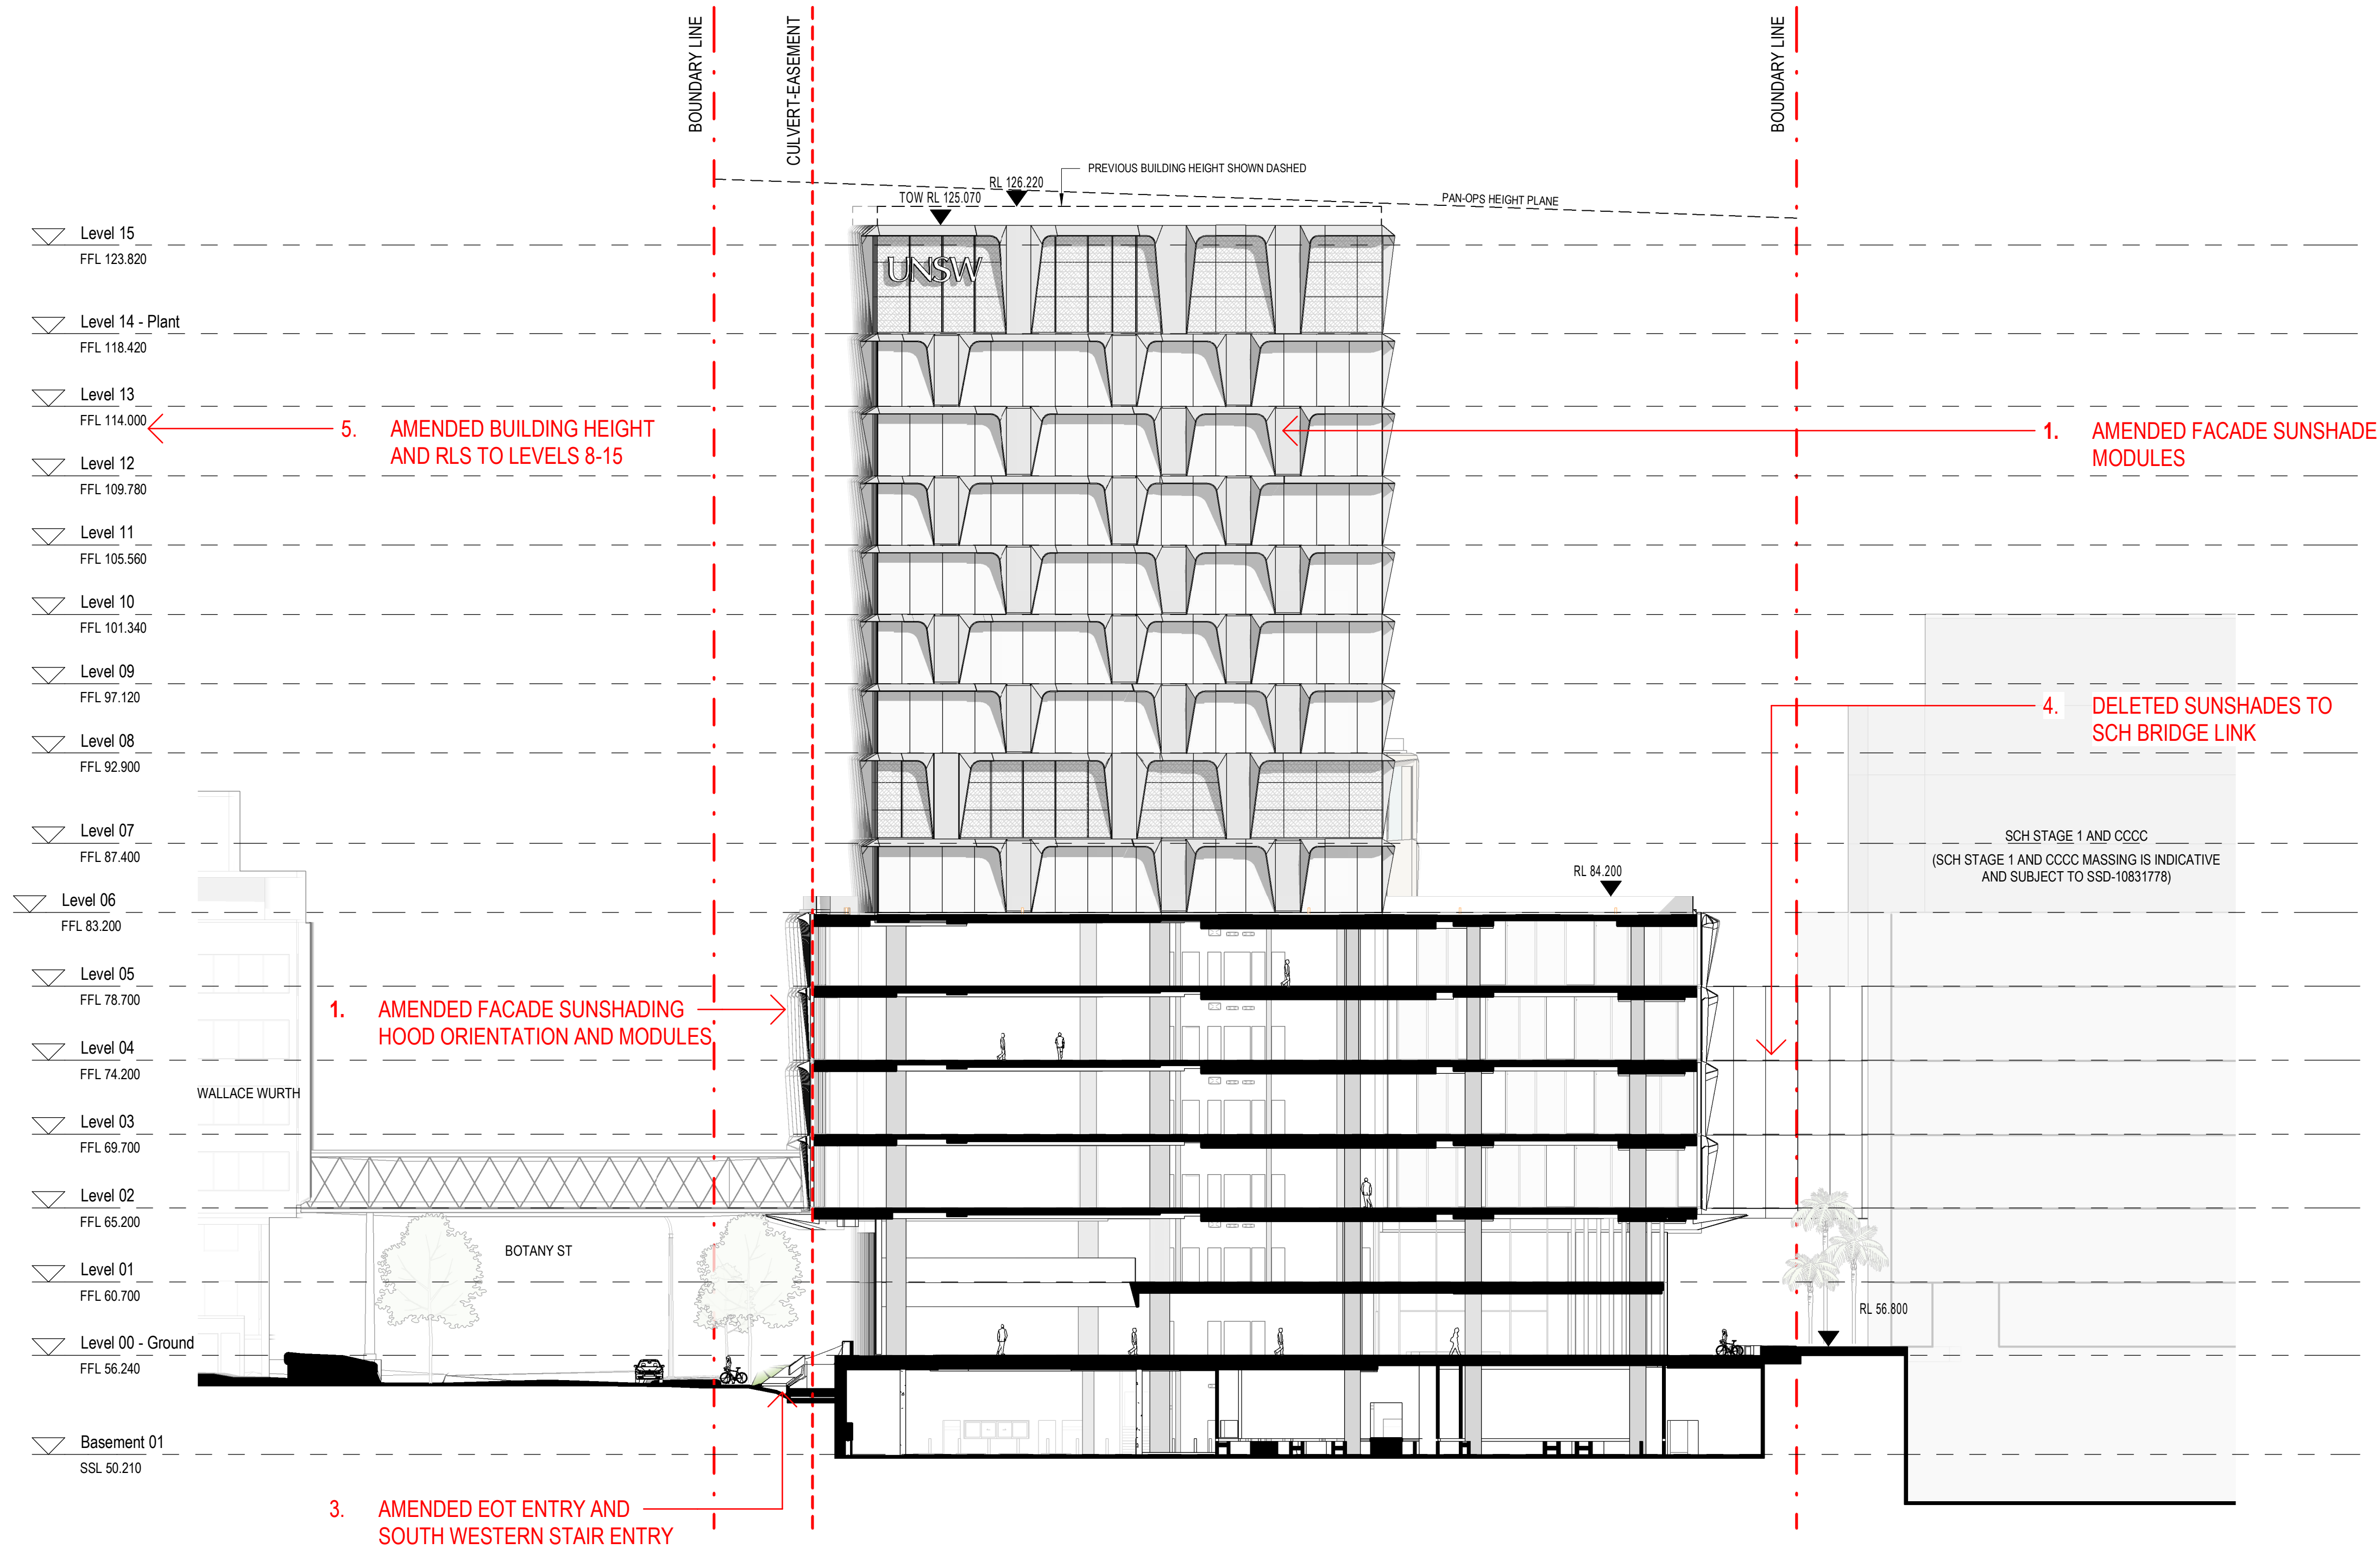 BOUNDARY LINE
CULVERT-EASEMENT
BOUNDARY LINE
PREVIOUS BUILDING HEIGHT SHOWN DASHED
RL 126.220
TOW RL 125.070
PAN-OPS HEIGHT PLANE
Level 15
FFL 123.820
UNSW
Level 14 - Plant
FFL 118.420
Level 13
FFL 114.000
5. AMENDED BUILDING HEIGHT
AND RLS TO LEVELS 8-15
1. AMENDED FACADE SUNSHADE
MODULES
Level 12
FFL 109.780
Level 11
FFL 105.560
Level 10
FFL 101.340
Level 09
FFL 97.120
4. DELETED SUNSHADES TO
SCH BRIDGE LINK
Level 08
FFL 92.900
Level 07
FFL 87.400
SCH STAGE 1 AND CCCC
(SCH STAGE 1 AND CCCC MASSING IS INDICATIVE
AND SUBJECT TO SSD-10831778)
RL 84.200
Level 06
FFL 83.200
Level 05
FFL 78.700
1. AMENDED FACADE SUNSHADING
HOOD ORIENTATION AND MODULES
Level 04
FFL 74.200
WALLACE WURTH
Level 03
FFL 69.700
Level 02
FFL 65.200
BOTANY ST
Level 01
FFL 60.700
RL 56.800
Level 00 - Ground
FFL 56.240
Basement 01
SSL 50.210
3. AMENDED EOT ENTRY AND
SOUTH WESTERN STAIR ENTRY